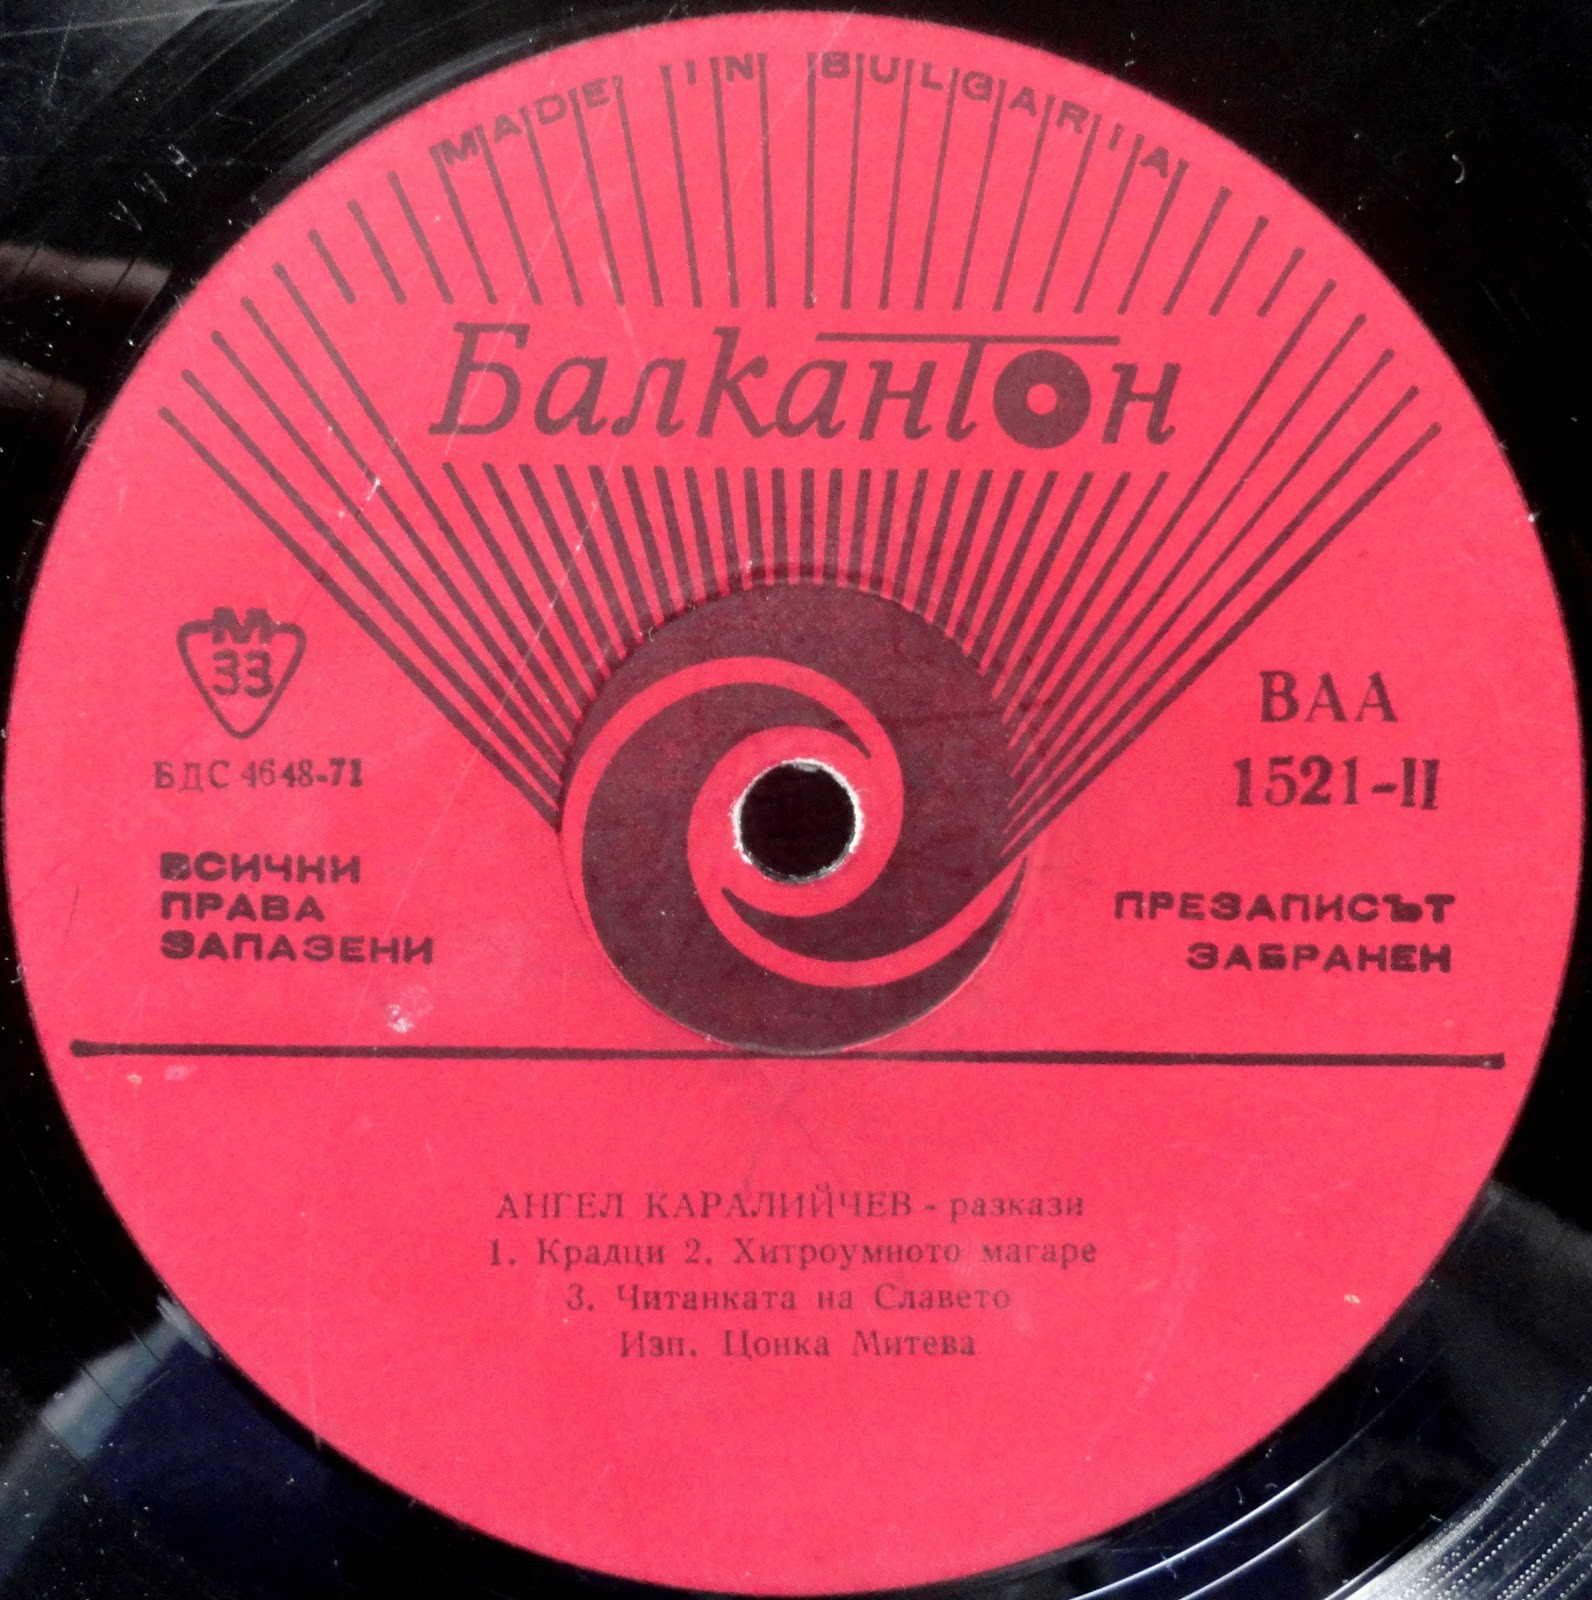 MADE IN BULGARIA
Балкантон
М
33
БДС 4648-71
ВСИЧНИ
ПРАВА
ЗАПАЗЕНИ
ВАА
1521-II
ПРЕЗАПИСЪТ
ЗАБРАНЕН
АНГЕЛ КАРАЛИЙЧЕВ - разкази
1. Крадци 2. Хитроумното магаре
3. Читанката на Славето
Изп. Цонка Митева